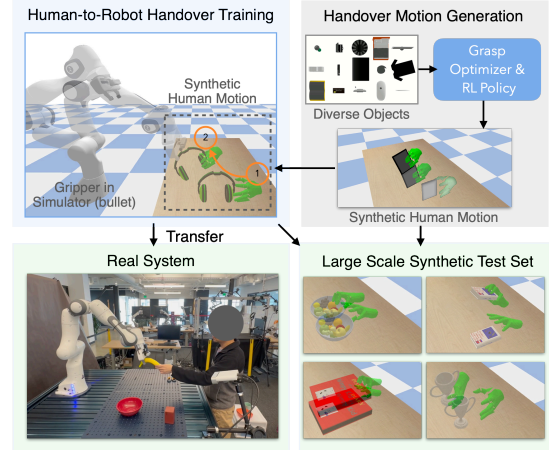 Human-to-Robot Handover Training
Synthetic
Human Motion
2
1
Gripper in
Simulator (bullet)
Handover Motion Generation
Diverse Objects
Grasp
Optimizer &
RL Policy
Synthetic Human Motion
Transfer
Real System
Large Scale Synthetic Test Set